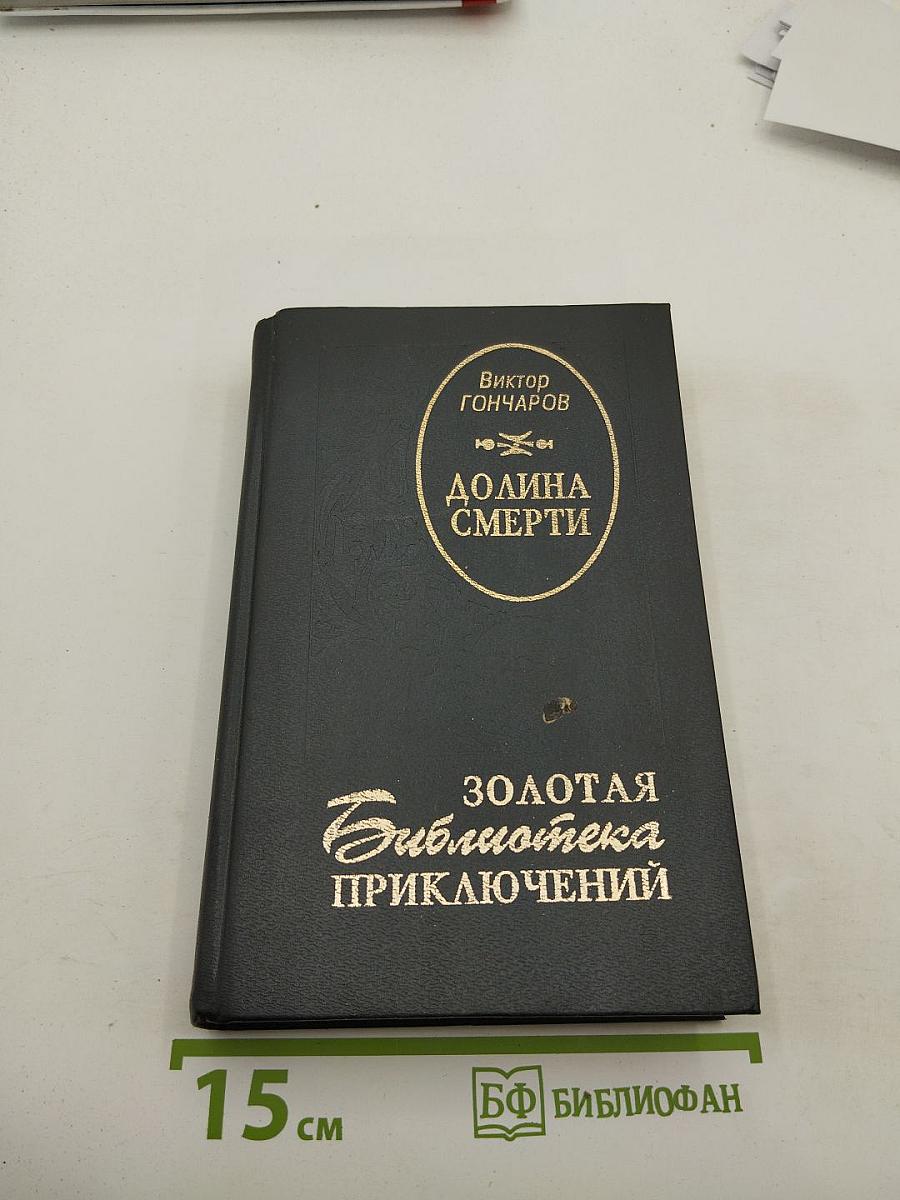 Виктор
ГОНЧАРОВ
ДОЛИНА
СМЕРТИ
ЗОЛОТАЯ
Библиотека
ПРИКЛЮЧЕНИЙ
15 см
БФ БИБЛИОФАН